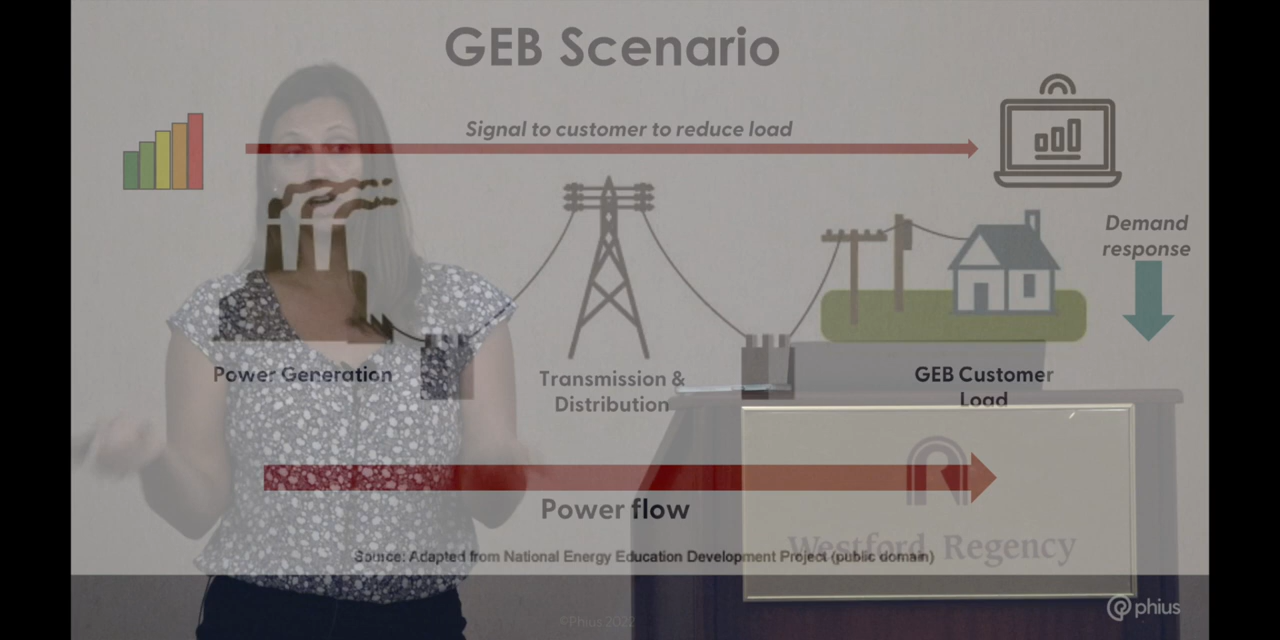 GEB Scenario
Signal to customer to reduce load
Demand
response
Power Generation
Transmission &
Distribution
GEB Customer
Load
Power flow
Source: Adapted from National Energy Education Development Project (public domain)
Westford Regency
©Phius 2022
phius